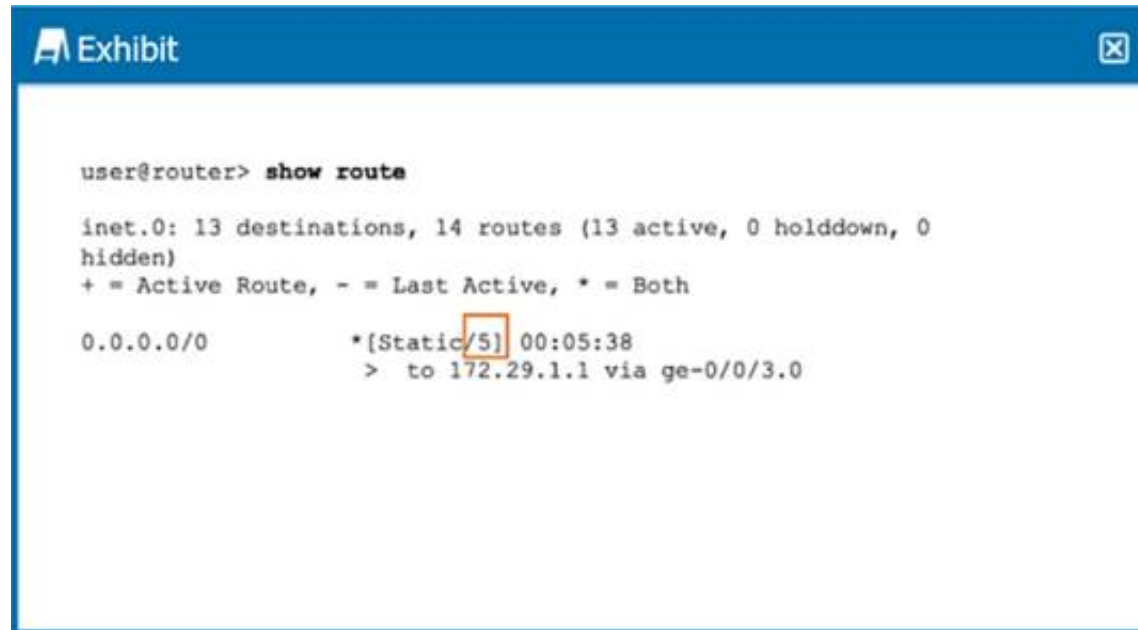 Exhibit
user@router> show route
inet.0: 13 destinations, 14 routes (13 active, 0 holddown, 0
hidden)
+ = Active Route, - = Last Active, * = Both
0.0.0.0/0 *[Static/5] 00:05:38
> to 172.29.1.1 via ge-0/0/3.0